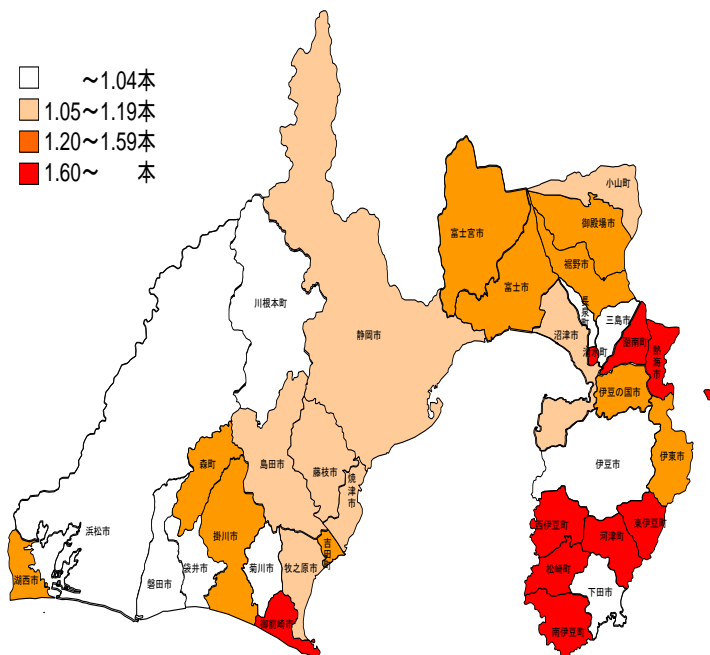 ～1.04本
1.05～1.19本
1.20～1.59本
1.60～　本
小山町
御殿場市
富士宮市
裾野市
富士市
川根本町
長泉町
三島市
静岡市
沼津市
函南町
熱海市
清水町
伊豆の国市
伊東市
森町
島田市
藤枝市
焼津市
伊豆市
浜松市
掛川市
吉田町
西伊豆町
東伊豆町
河津町
湖西市
磐田市
袋井市
菊川市
牧之原市
松崎町
下田市
御前崎市
南伊豆町